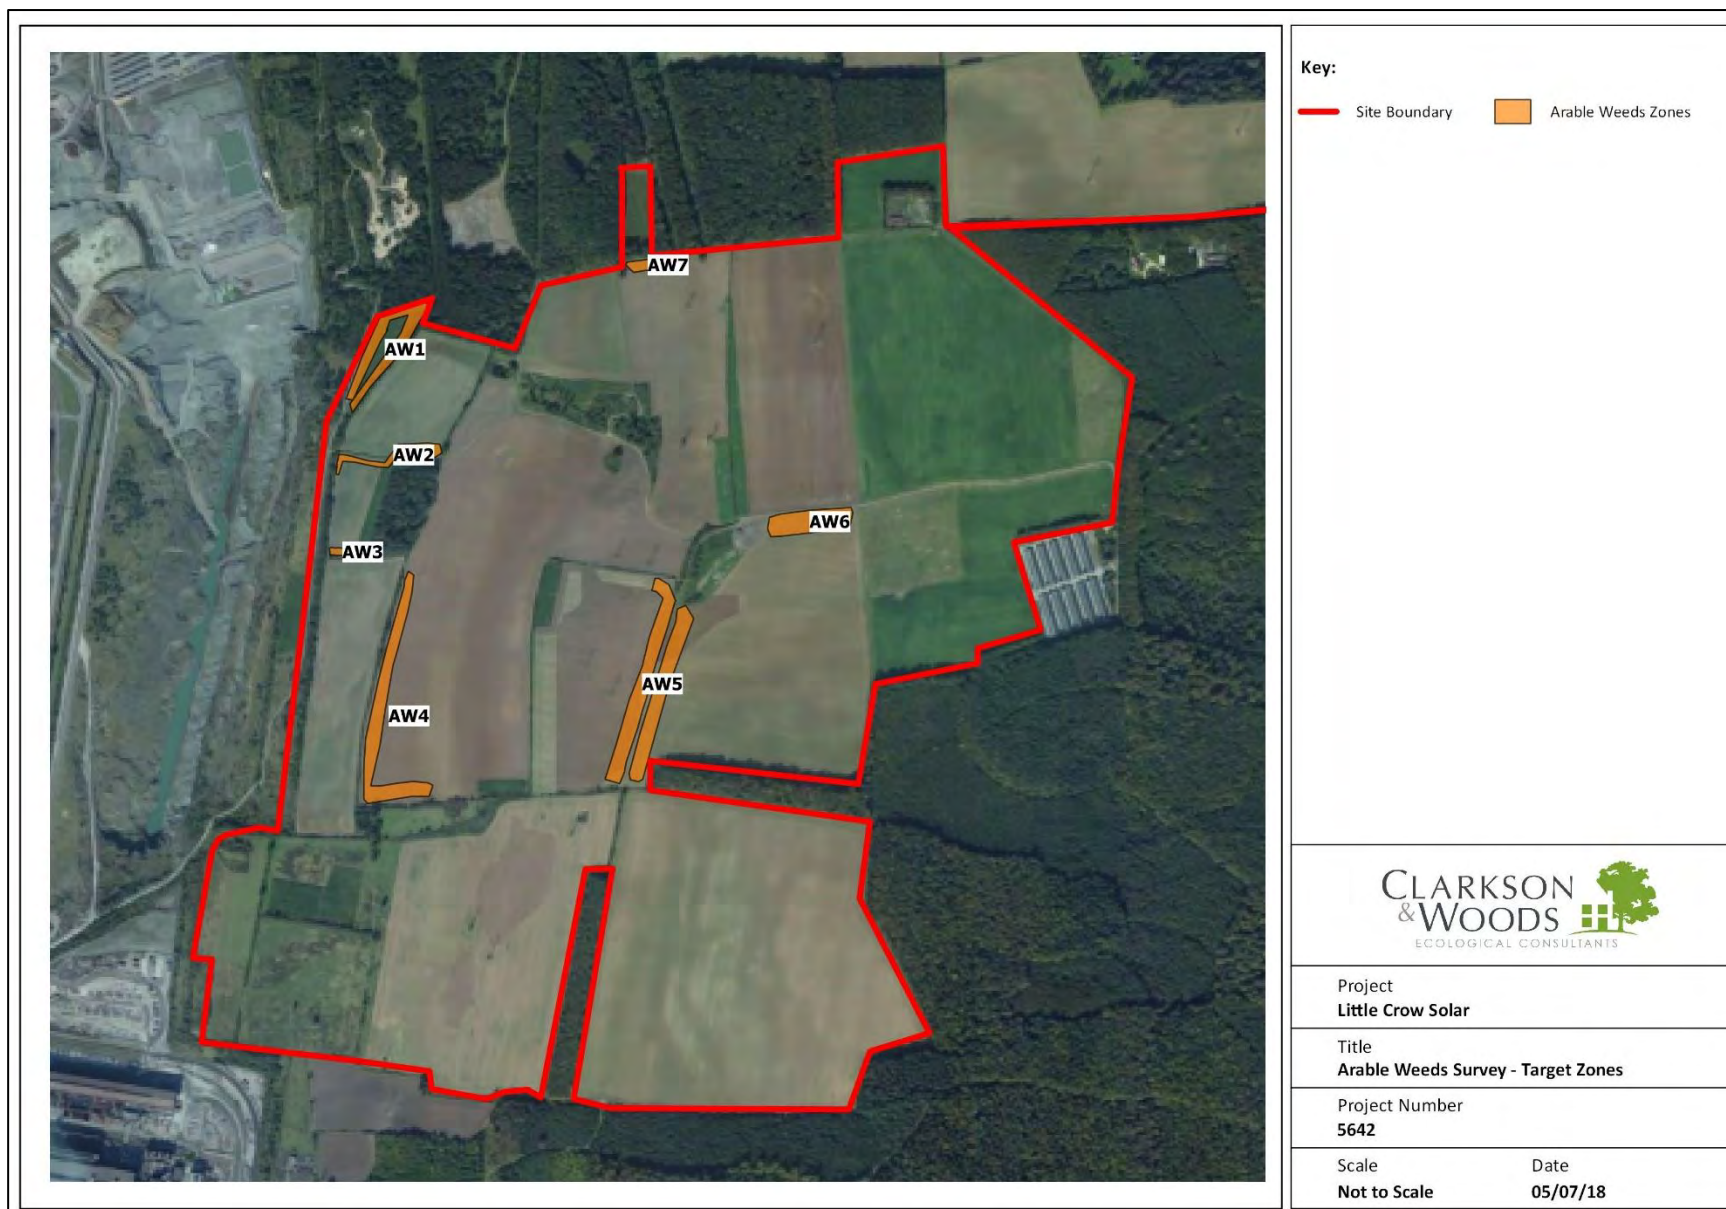 Key:
Site Boundary
Arable Weeds Zones
AW7
AW1
AW2
AW6
AW3
AW5
AW4
CLARKSON
& WOODS
ECOLOGICAL CONSULTANTS
Project
Little Crow Solar
Title
Arable Weeds Survey - Target Zones
Project Number
5642
Scale
Not to Scale
Date
05/07/18